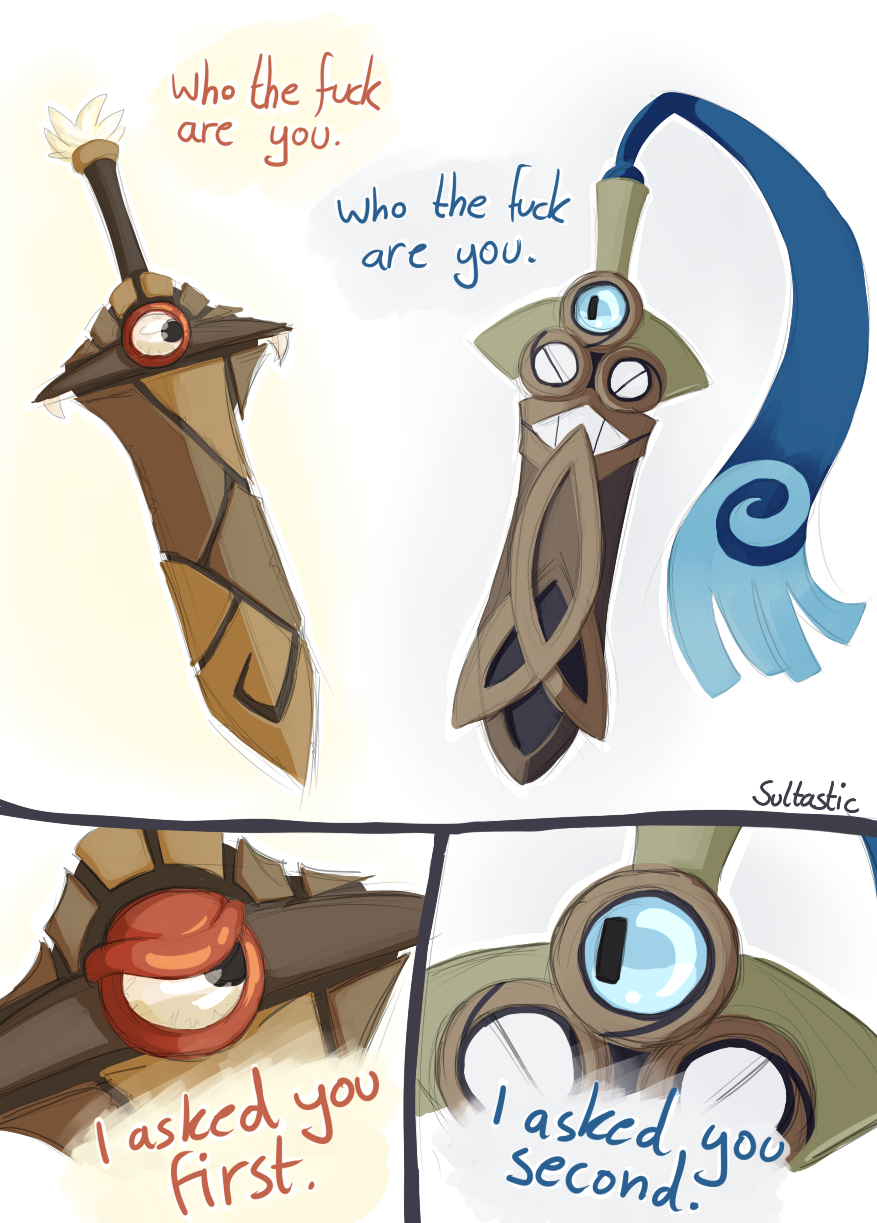 Who the fuck
are you.
Who the fuck
are you.
Sultastic
I asked you
first.
I asked you
second.